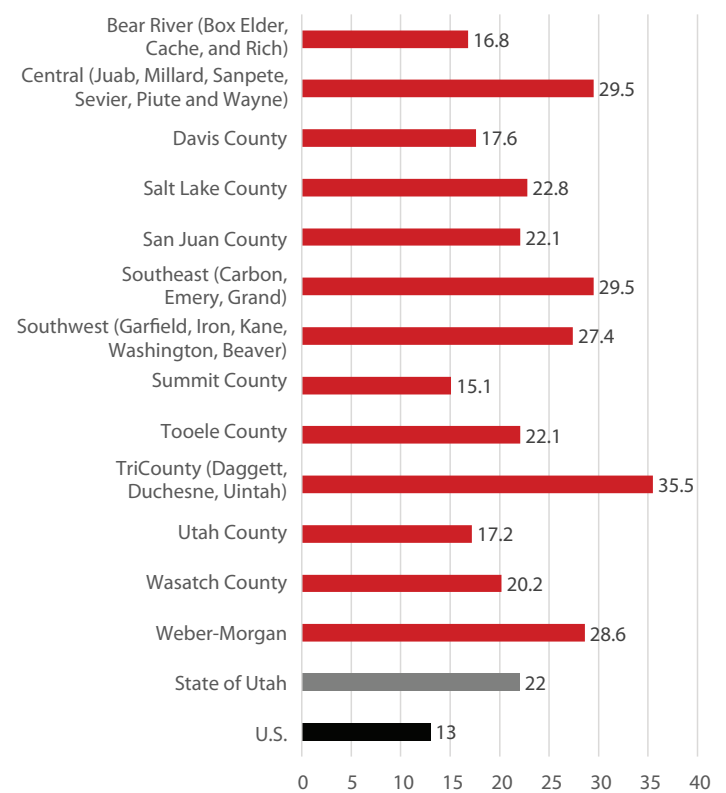 Bear River (Box Elder,
Cache, and Rich)
16.8
Central (Juab, Millard, Sanpete,
Sevier, Piute and Wayne)
29.5
Davis County
17.6
Salt Lake County
22.8
San Juan County
22.1
Southeast (Carbon,
Emery, Grand)
29.5
Southwest (Garfield, Iron, Kane,
Washington, Beaver)
27.4
Summit County
15.1
Tooele County
22.1
TriCounty (Daggett,
Duchesne, Uintah)
35.5
Utah County
17.2
Wasatch County
20.2
Weber-Morgan
28.6
State of Utah
22
U.S.
13
0 5 10 15 20 25 30 35 40